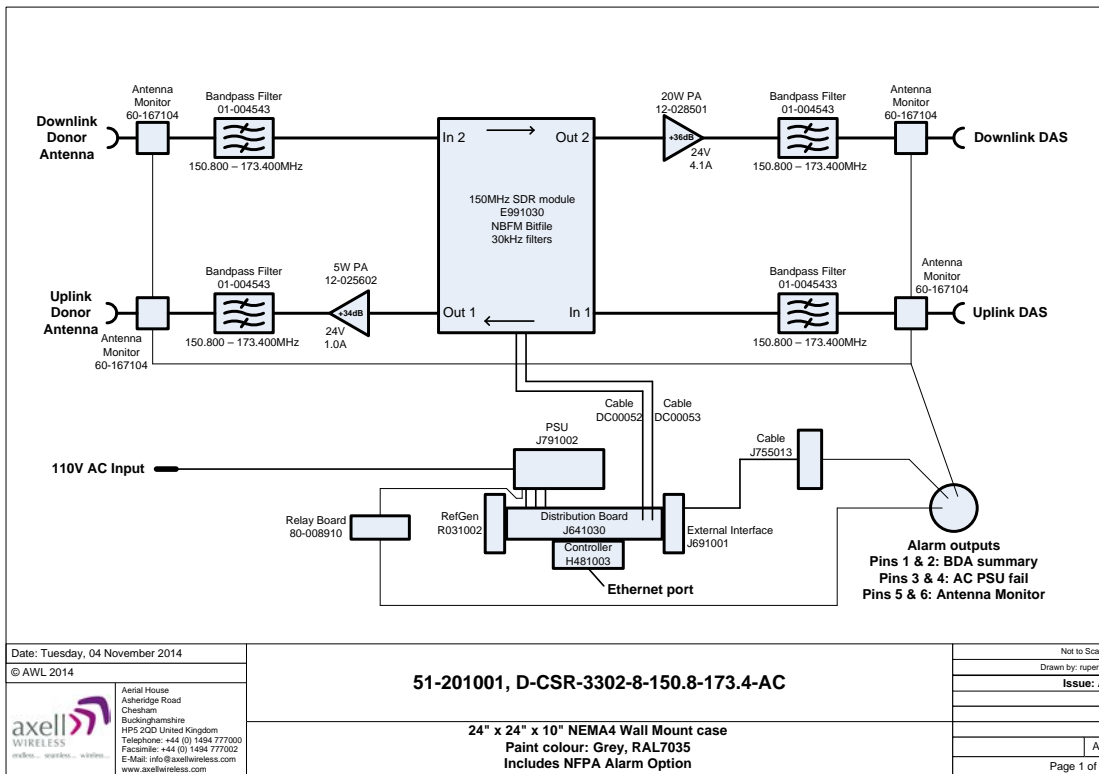 Antenna
Monitor
60-167104
Bandpass Filter
01-004543
20W PA
12-028501
Bandpass Filter
01-004543
Antenna
Monitor
60-167104
Downlink
Donor
Antenna
In 2
Out 2
+36dB
Downlink DAS
150.800 – 173.400MHz
24V
4.1A
150.800 – 173.400MHz
150MHz SDR module
E991030
NBFM Bitfile
30kHz filters
Bandpass Filter
01-004543
5W PA
12-025602
Bandpass Filter
01-0045433
Antenna
Monitor
60-167104
Uplink
Donor
Antenna
+34dB
Out 1
In 1
Uplink DAS
Antenna
Monitor
60-167104
150.800 – 173.400MHz
24V
1.0A
150.800 – 173.400MHz
Cable
DC00052
Cable
DC00053
PSU
J791002
Cable
J755013
110V AC Input
Relay Board
80-008910
RefGen
R031002
Distribution Board
J641030
External Interface
J691001
Controller
H481003
Ethernet port
Alarm outputs
Pins 1 & 2: BDA summary
Pins 3 & 4: AC PSU fail
Pins 5 & 6: Antenna Monitor
Date: Tuesday, 04 November 2014
© AWL 2014
axell
WIRELESS
endless... seamless... wireless...
Aerial House
Asheridge Road
Chesham
Buckinghamshire
HP5 2QD United Kingdom
Telephone: +44 (0) 1494 777000
Facsimile: +44 (0) 1494 777002
E-Mail: info@axellwireless.com
www.axellwireless.com
51-201001, D-CSR-3302-8-150.8-173.4-AC
24" x 24" x 10" NEMA4 Wall Mount case
Paint colour: Grey, RAL7035
Includes NFPA Alarm Option
Not to Sca
Drawn by: ruper
Issue:
A
Page 1 of